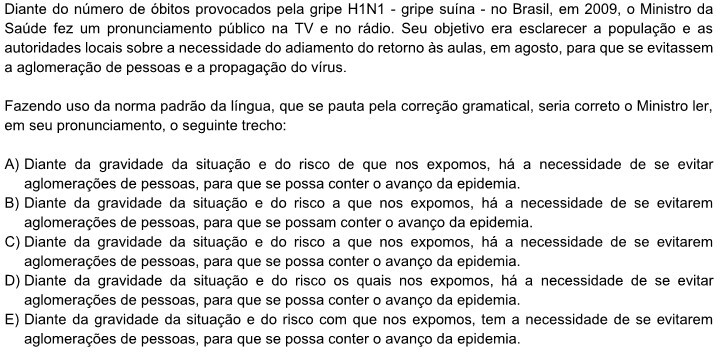 Diante do número de óbitos provocados pela gripe H1N1 - gripe suína - no Brasil, em 2009, o Ministro da
Saúde fez um pronunciamento público na TV e no rádio. Seu objetivo era esclarecer a população e as
autoridades locais sobre a necessidade do adiamento do retorno às aulas, em agosto, para que se evitassem
a aglomeração de pessoas e a propagação do vírus.
Fazendo uso da norma padrão da língua, que se pauta pela correção gramatical, seria correto o Ministro ler,
em seu pronunciamento, o seguinte trecho:
A) Diante da gravidade da situação e do risco de que nos expomos, há a necessidade de se evitar
aglomerações de pessoas, para que se possa conter o avanço da epidemia.
B) Diante da gravidade da situação e do risco a que nos expomos, há a necessidade de se evitarem
aglomerações de pessoas, para que se possam conter o avanço da epidemia.
C) Diante da gravidade da situação e do risco a que nos expomos, há a necessidade de se evitarem
aglomerações de pessoas, para que se possa conter o avanço da epidemia.
D) Diante da gravidade da situação e do risco os quais nos expomos, há a necessidade de se evitar
aglomerações de pessoas, para que se possa conter o avanço da epidemia.
E) Diante da gravidade da situação e do risco com que nos expomos, tem a necessidade de se evitarem
aglomerações de pessoas, para que se possa conter o avanço da epidemia.